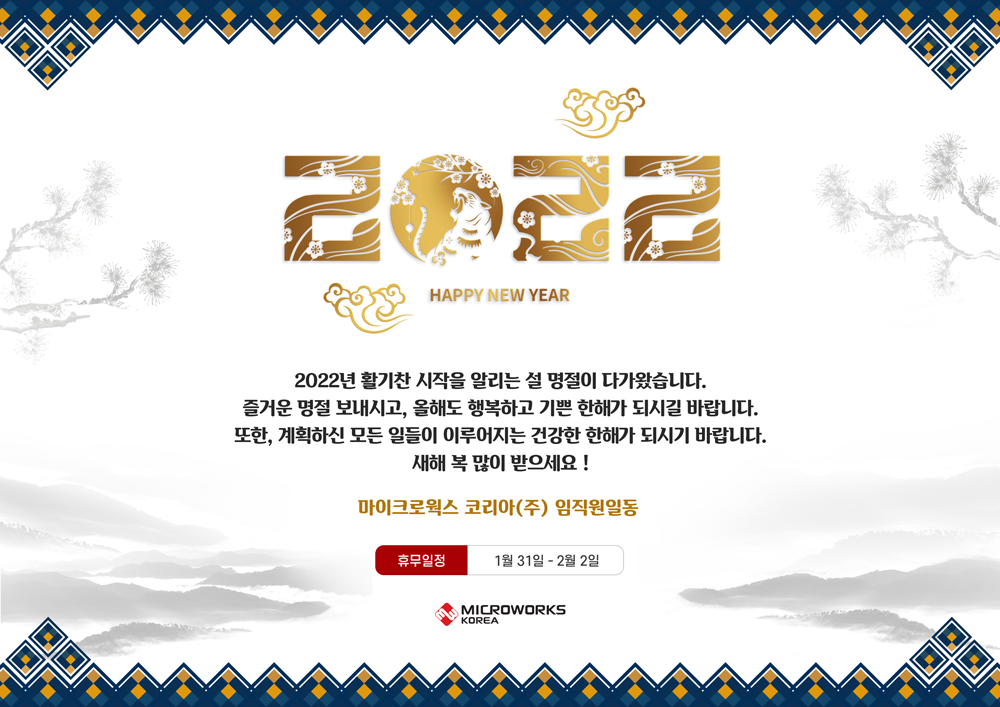 2022
HAPPY NEW YEAR
2022년 활기찬 시작을 알리는 설 명절이 다가왔습니다.
즐거운 명절 보내시고, 올해도 행복하고 기쁜 한해가 되시길 바랍니다.
또한, 계획하신 모든 일들이 이루어지는 건강한 한해가 되시기 바랍니다.
새해 복 많이 받으세요 !
마이크로웍스 코리아(주) 임직원일동
휴무일정 1월 31일 - 2월 2일
MICROWORKS
KOREA